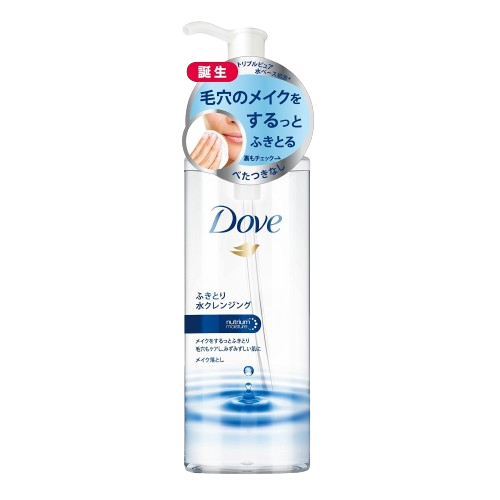 誕生
トリプルピュア
水ベース
毛穴のメイクを
するっと
ふきとる
裏もチェック→
べたつきなし
Dove
ふきとり
水クレンジング
nutrium
moisture
メイクをするっとふきとり
毛穴もケアし、みずみずしい肌に
メイク落とし